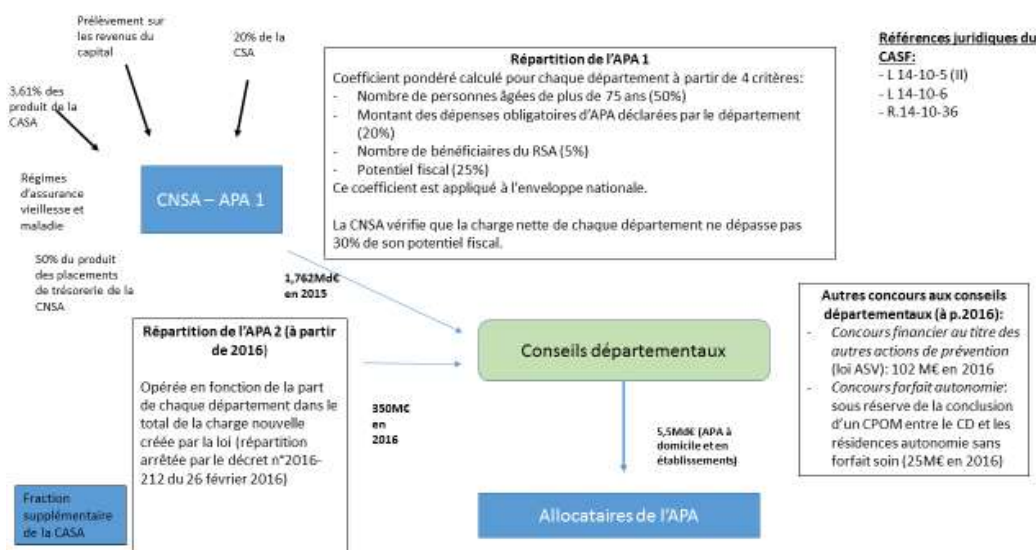 Prélèvement sur
les revenus du
capital
20% de la
CSA
3,61% des
produit de la
CASA
Régimes
d'assurance
vieillesse et
maladie
50% du produit
des placements
de trésorerie de la
CNSA
CNSA – APA 1
Répartition de l'APA 1
Coefficient pondéré calculé pour chaque département à partir de 4 critères:
- Nombre de personnes âgées de plus de 75 ans (50%)
- Montant des dépenses obligatoires d'APA déclarées par le département
(20%)
- Nombre de bénéficiaires du RSA (5%)
- Potentiel fiscal (25%)
Ce coefficient est appliqué à l'enveloppe nationale.
La CNSA vérifie que la charge nette de chaque département ne dépasse pas
30% de son potentiel fiscal.
Références juridiques du
CASF:
- L 14-10-5 (II)
- L 14-10-6
- R.14-10-36
1,762Md€
en 2015
Répartition de l'APA 2 (à partir
de 2016)
Opérée en fonction de la part
de chaque département dans le
total de la charge nouvelle
créée par la loi (répartition
arrêtée par le décret n°2016-
212 du 26 février 2016)
350M€
en
2016
Conseils départementaux
5,5Md€ (APA à
domicile et en
établissements)
Autres concours aux conseils
départementaux (à p.2016):
- Concours financier au titre des
autres actions de prévention
(loi ASV): 102 M€ en 2016
- Concours forfait autonomie:
sous réserve de la conclusion
d'un CPOM entre le CD et les
résidences autonomie sans
forfait soin (25M€ en 2016)
Fraction
supplémentaire
de la CASA
Allocataires de l'APA